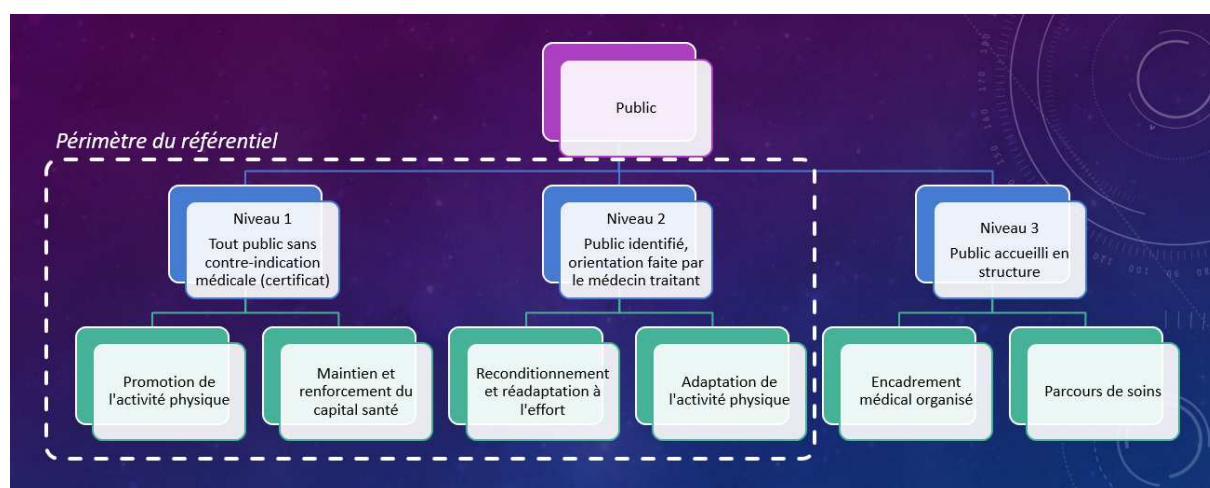 Public
Périmètre du référentiel
Niveau 1
Tout public sans
contre-indication
médicale (certificat)
Niveau 2
Public identifié,
orientation faite par
le médecin traitant
Niveau 3
Public accueilli en
structure
Promotion de
l'activité physique
Maintien et
renforcement du
capital santé
Reconditionnement
et réadaptation à
l'effort
Adaptation de
l'activité physique
Encadrement
médical organisé
Parcours de soins